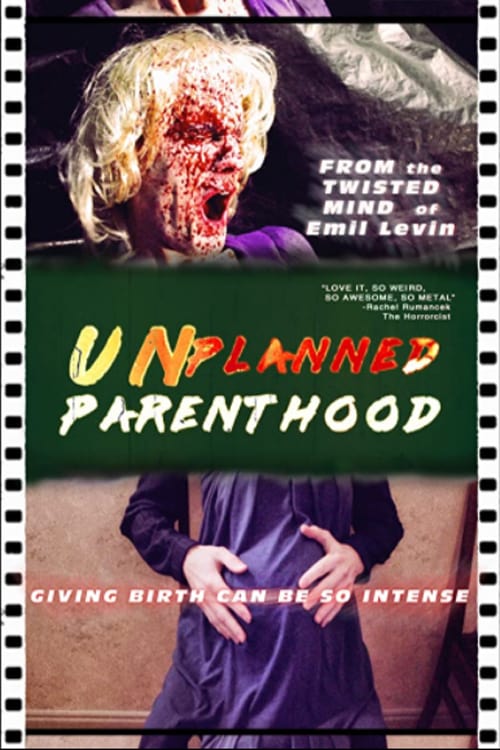 FROM the
TWISTED
MIND of
Emil Levin
"LOVE IT, SO WEIRD,
SO AWESOME, SO METAL"
-Rachel Rumancek
The Horrorcist
UNPLANNED
PARENTHOOD
GIVING BIRTH CAN BE SO INTENSE